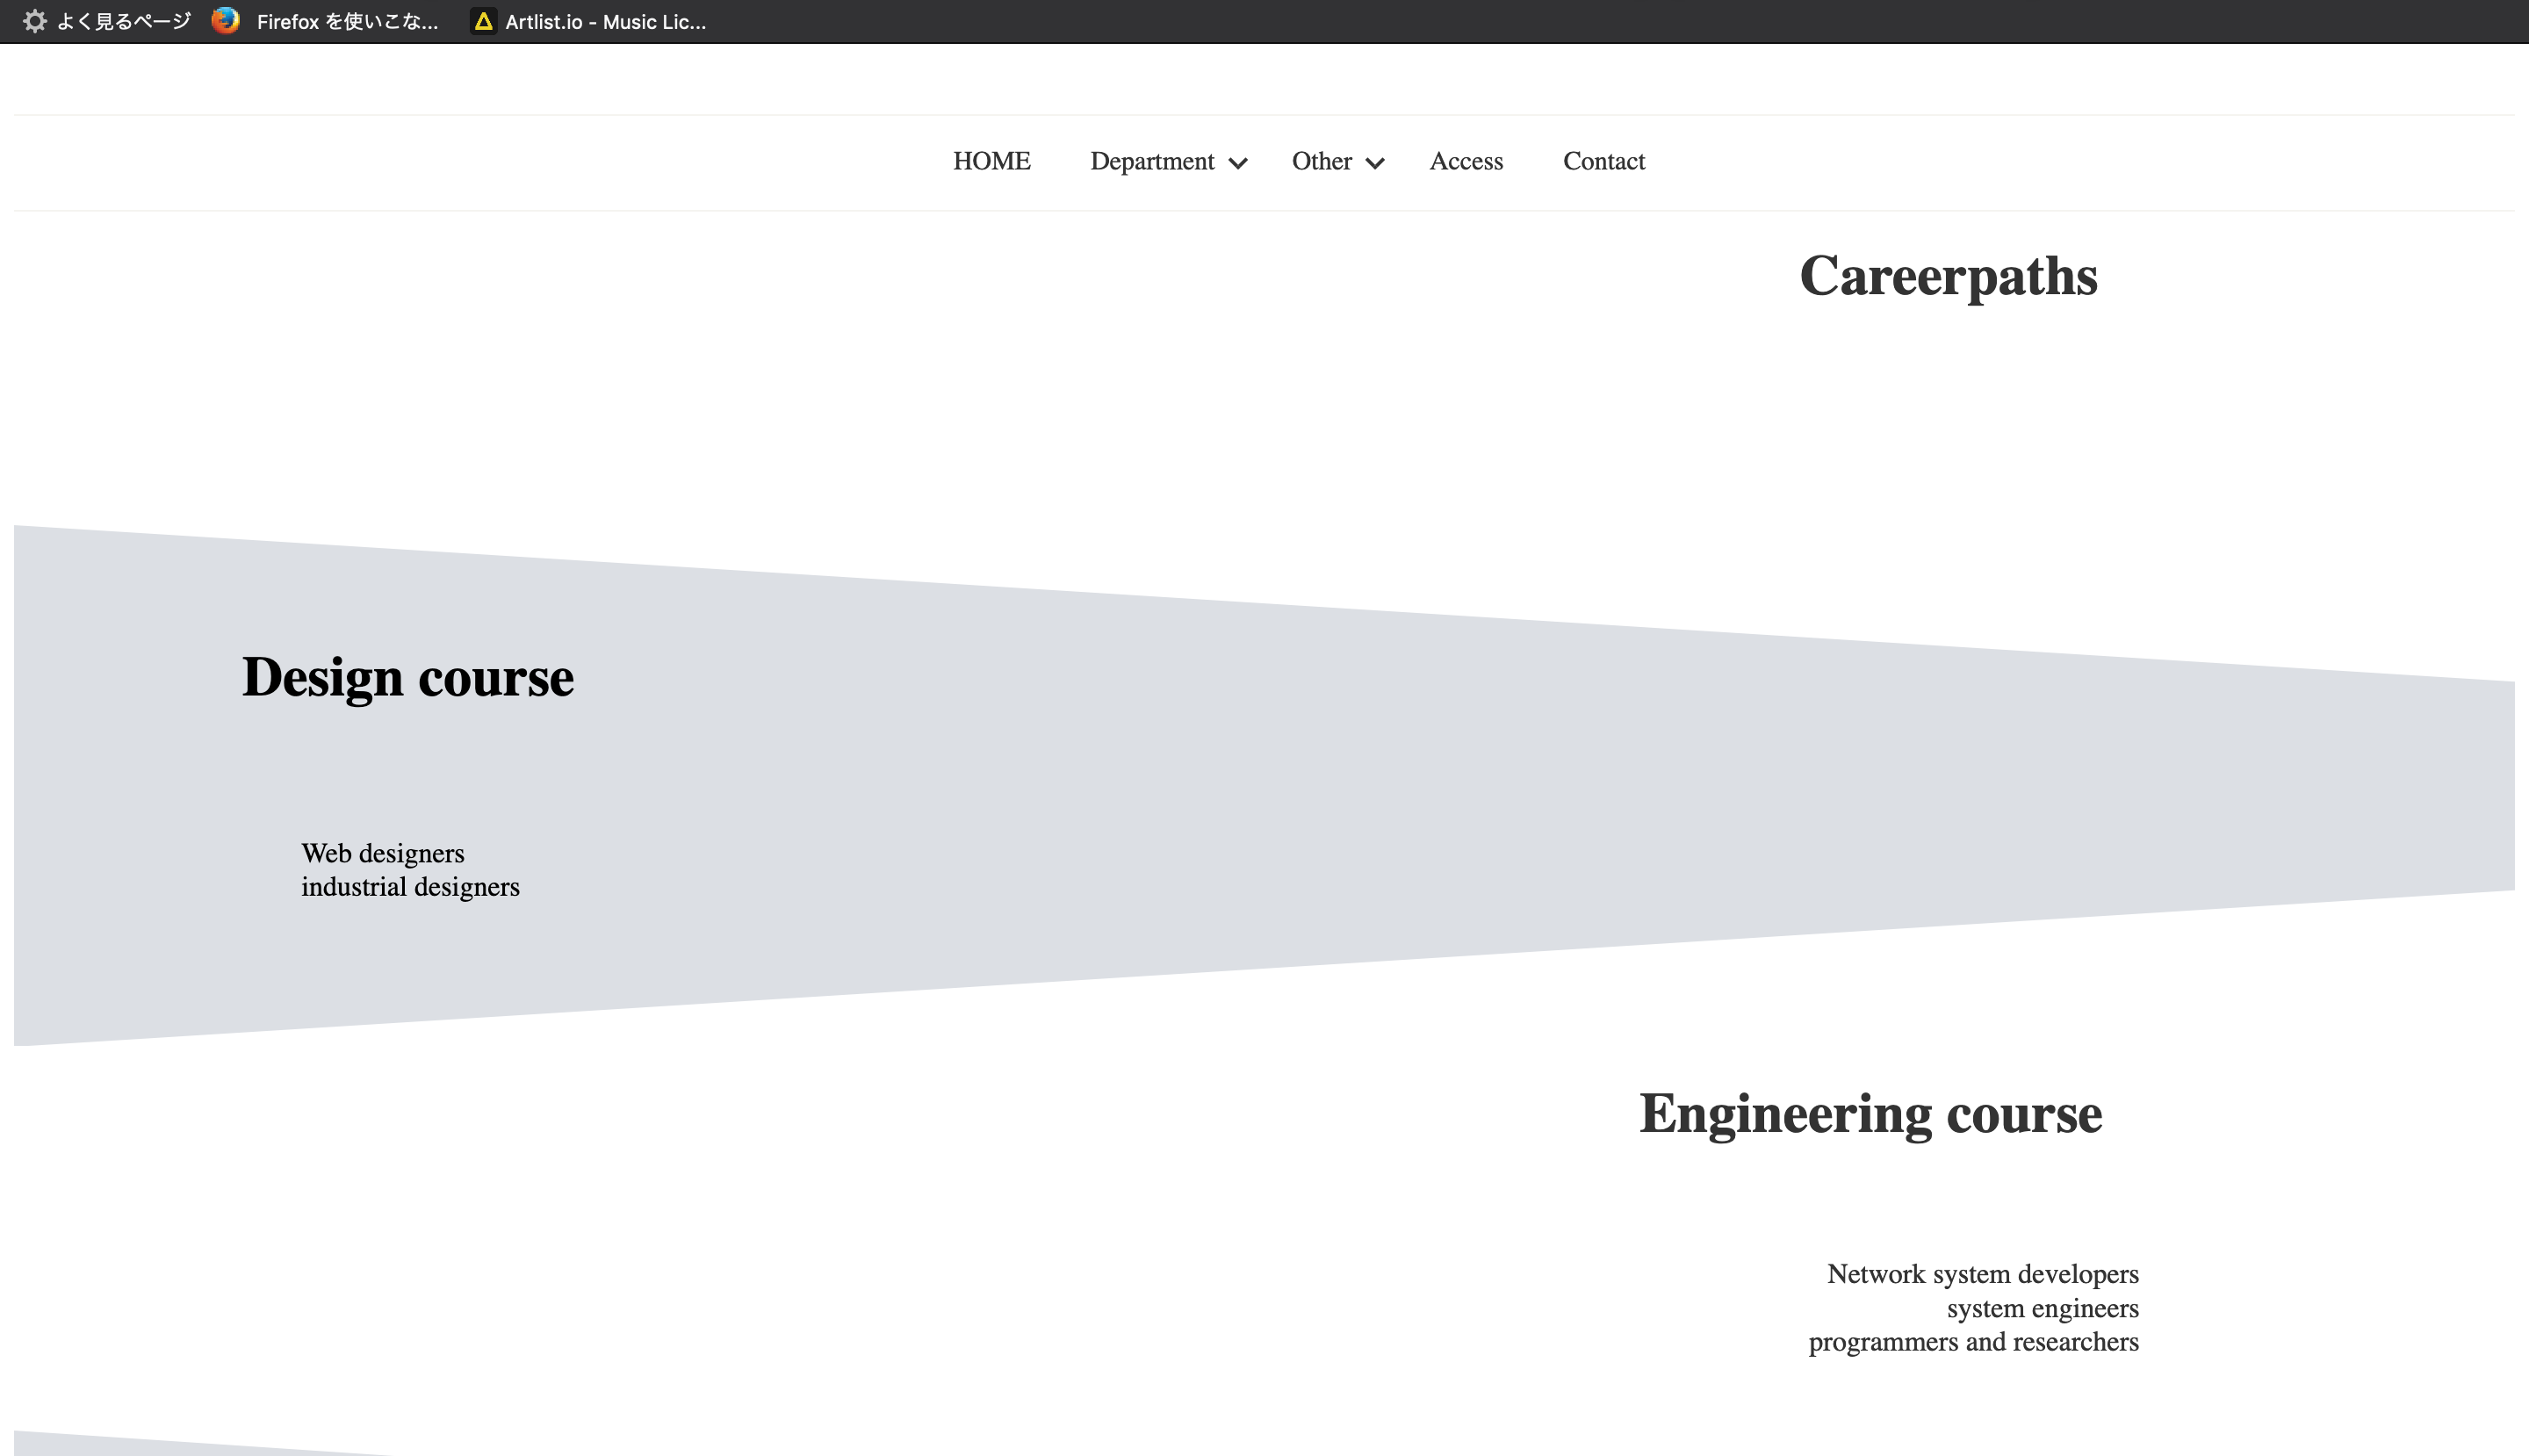 よく見るページ Firefox を使いこな... Artlist.io - Music Lic...
HOME Department Other Access Contact
Careerpaths
Design course
Web designers
industrial designers
Engineering course
Network system developers
system engineers
programmers and researchers